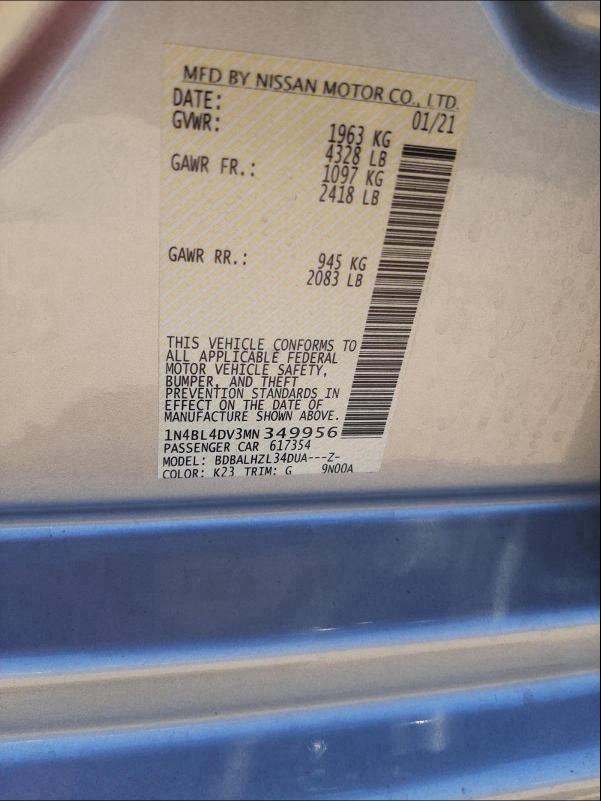 MFD BY NISSAN MOTOR CO., LTD.
DATE: 01/21
GVWR: 1963 KG
4328 LB
GAWR FR.: 1097 KG
2418 LB
GAWR RR.: 945 KG
2083 LB
THIS VEHICLE CONFORMS TO
ALL APPLICABLE FEDERAL
MOTOR VEHICLE SAFETY,
BUMPER, AND THEFT
PREVENTION STANDARDS IN
EFFECT ON THE DATE OF
MANUFACTURE SHOWN ABOVE.
1N4BL4DV3MN349956
PASSENGER CAR 617354
MODEL: BDBALHZL34DUA---Z-
COLOR: K23 TRIM: G 9N00A